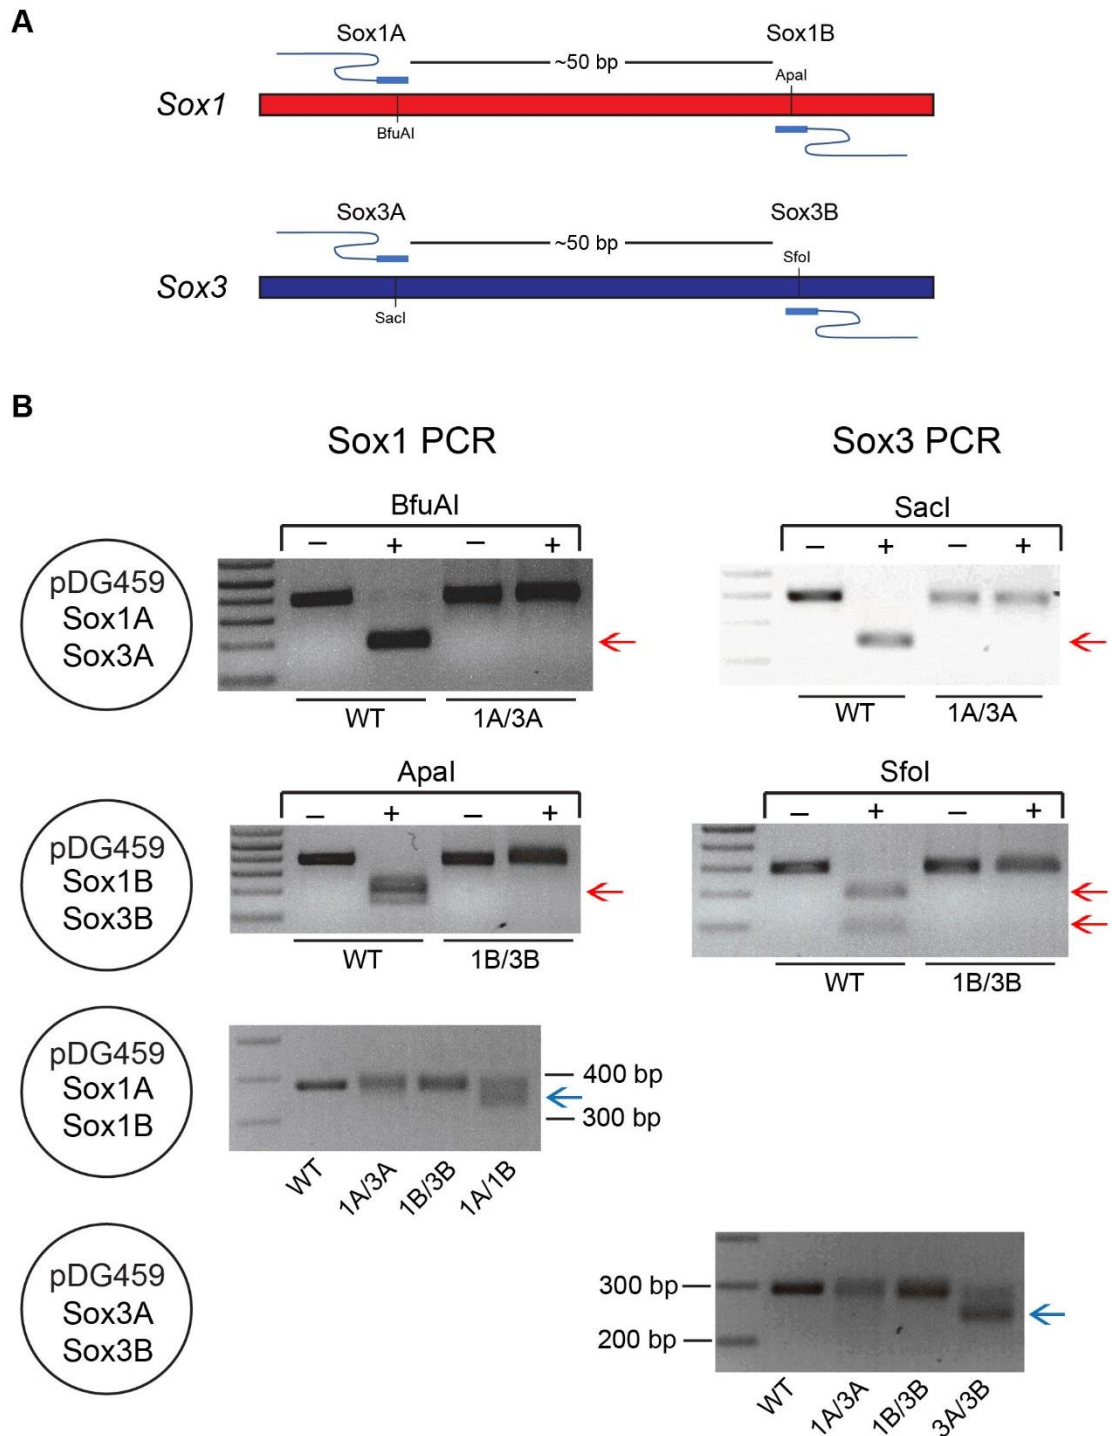 A
Sox1A
Sox1B
~50 bp
ApaI
Sox1
BfuAI
Sox3A
Sox3B
~50 bp
SfoI
Sox3
SacI
B
Sox1 PCR
Sox3 PCR
BfuAI
SacI
– + – +
– + – +
pDG459
Sox1A
Sox3A
WT
1A/3A
WT
1A/3A
ApaI
SfoI
– + – +
– + – +
pDG459
Sox1B
Sox3B
WT
1B/3B
WT
1B/3B
pDG459
Sox1A
Sox1B
400 bp
300 bp
WT
1A/3A
1B/3B
1A/1B
pDG459
Sox3A
Sox3B
300 bp
200 bp
WT
1A/3A
1B/3B
3A/3B